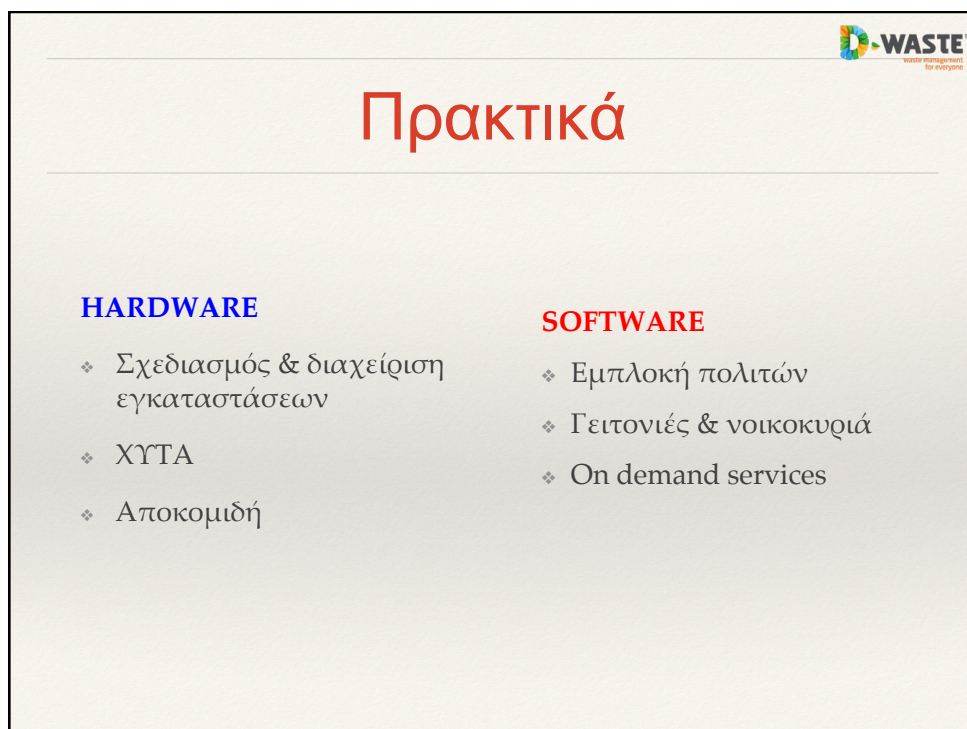 D-WASTE
waste management
for everyone
Πρακτικά
HARDWARE
Σχεδιασμός & διαχείριση
εγκαταστάσεων
ΧΥΤΑ
Αποκομιδή
SOFTWARE
Εμπλοκή πολιτών
Γειτονιές & νοικοκυριά
On demand services